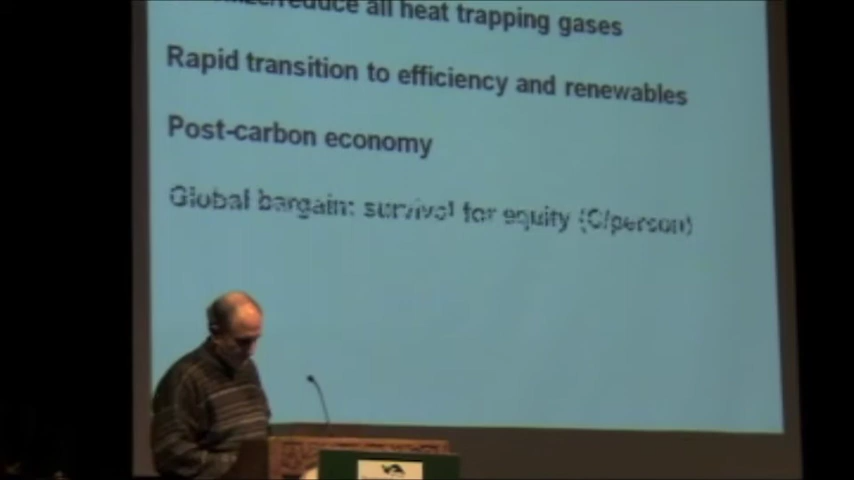 reduce all heat trapping gases
Rapid transition to efficiency and renewables
Post-carbon economy
Global bargain: survival for equity (C/person)